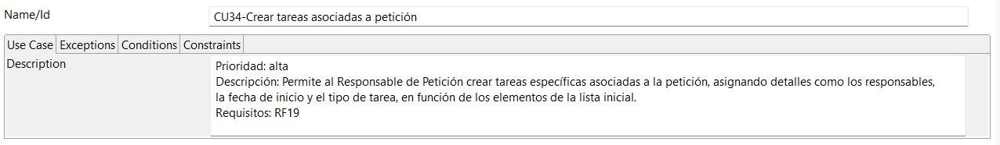 Name/Id
CU34-Crear tareas asociadas a petición
Use Case Exceptions Conditions Constraints
Description
Prioridad: alta
Descripción: Permite al Responsable de Petición crear tareas específicas asociadas a la petición, asignando detalles como los responsables,
la fecha de inicio y el tipo de tarea, en función de los elementos de la lista inicial.
Requisitos: RF19